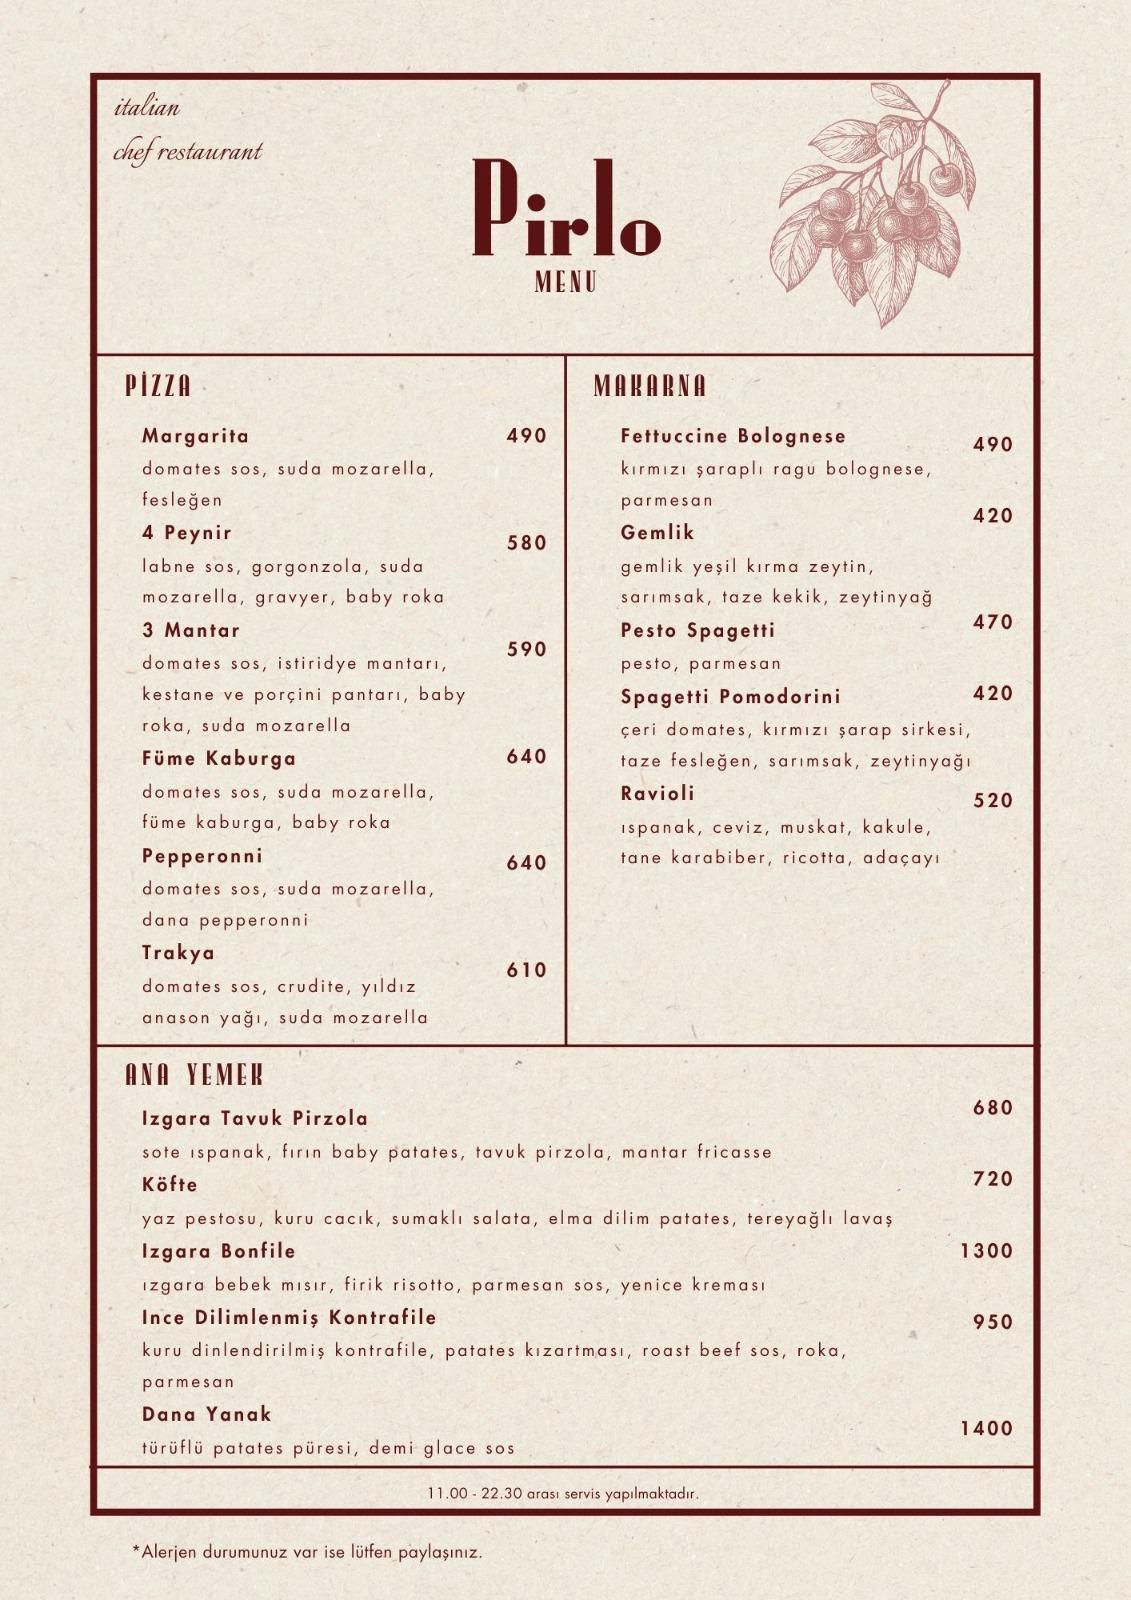 italian
chef restaurant
Pirlo
MENU
PİZZA
Margarita 490
domates sos, suda mozarella,
fesleğen
4 Peynir 580
labne sos, gorgonzola, suda
mozarella, gravyer, baby roka
3 Mantar 590
domates sos, istiridye mantarı,
kestane ve porçini pantarı, baby
roka, suda mozarella
Füme Kaburga 640
domates sos, suda mozarella,
füme kaburga, baby roka
Pepperonni 640
domates sos, suda mozarella,
dana pepperonni
Trakya 610
domates sos, crudite, yıldız
anason yağı, suda mozarella
MAKARNA
Fettuccine Bolognese 490
kırmızı şaraplı ragu bolognese,
parmesan
Gemlik 420
gemlik yeşil kırma zeytin,
sarımsak, taze kekik, zeytinyağ
Pesto Spagetti 470
pesto, parmesan
Spagetti Pomodorini 420
çeri domates, kırmızı şarap sirkesi,
taze fesleğen, sarımsak, zeytinyağı
Ravioli 520
ıspanak, ceviz, muskat, kakule,
tane karabiber, ricotta, adaçayı
ANA YEMEK
Izgara Tavuk Pirzola 680
sote ıspanak, fırın baby patates, tavuk pirzola, mantar fricasse
Köfte 720
yaz pestosu, kuru cacık, sumaklı salata, elma dilim patates, tereyağlı lavaş
Izgara Bonfile 1300
ızgara bebek mısır, firik risotto, parmesan sos, yenice kreması
Ince Dilimlenmiş Kontrafile 950
kuru dinlendirilmiş kontrafile, patates kızartması, roast beef sos, roka,
parmesan
Dana Yanak 1400
türüflü patates püresi, demi glace sos
11.00 - 22.30 arası servis yapılmaktadır.
*Alerjen durumunuz var ise lütfen paylaşınız.